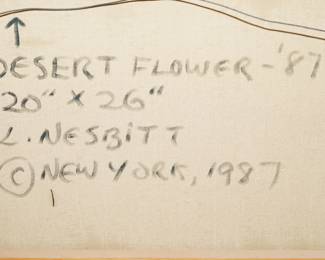 DESERT FLOWER - '87
20" X 26"
L. NESBITT
© NEW YORK, 1987